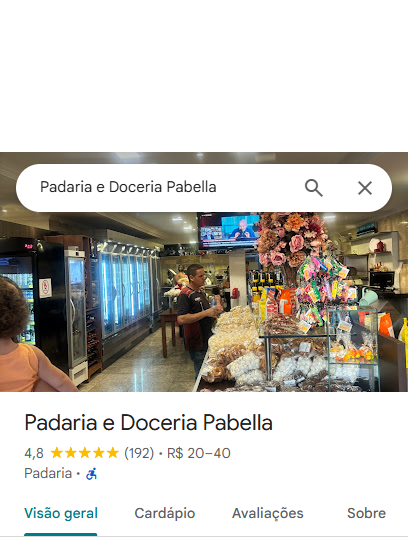 Padaria e Doceria Pabella
Padaria e Doceria Pabella
4,8 ★★★★★ (192) • R$ 20–40
Padaria •
Visão geral Cardápio Avaliações Sobre